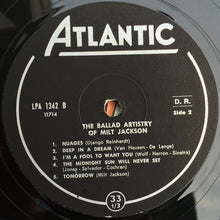 ATLANTIC
LPA 1342 B
11714
THE BALLAD ARTISTRY
OF MILT JACKSON
D. R.
Side 2
1. NUAGES (Django Reinhardt)
2. DEEP IN A DREAM (Van Heusen - De Lange)
3. I'M A FOOL TO WANT YOU (Wolf - Herron - Sinatra)
4. THE MIDNIGHT SUN WILL NEVER SET
(Jones - Salvador - Cochran)
5. TOMORROW (Milt Jackson)
33
1/3